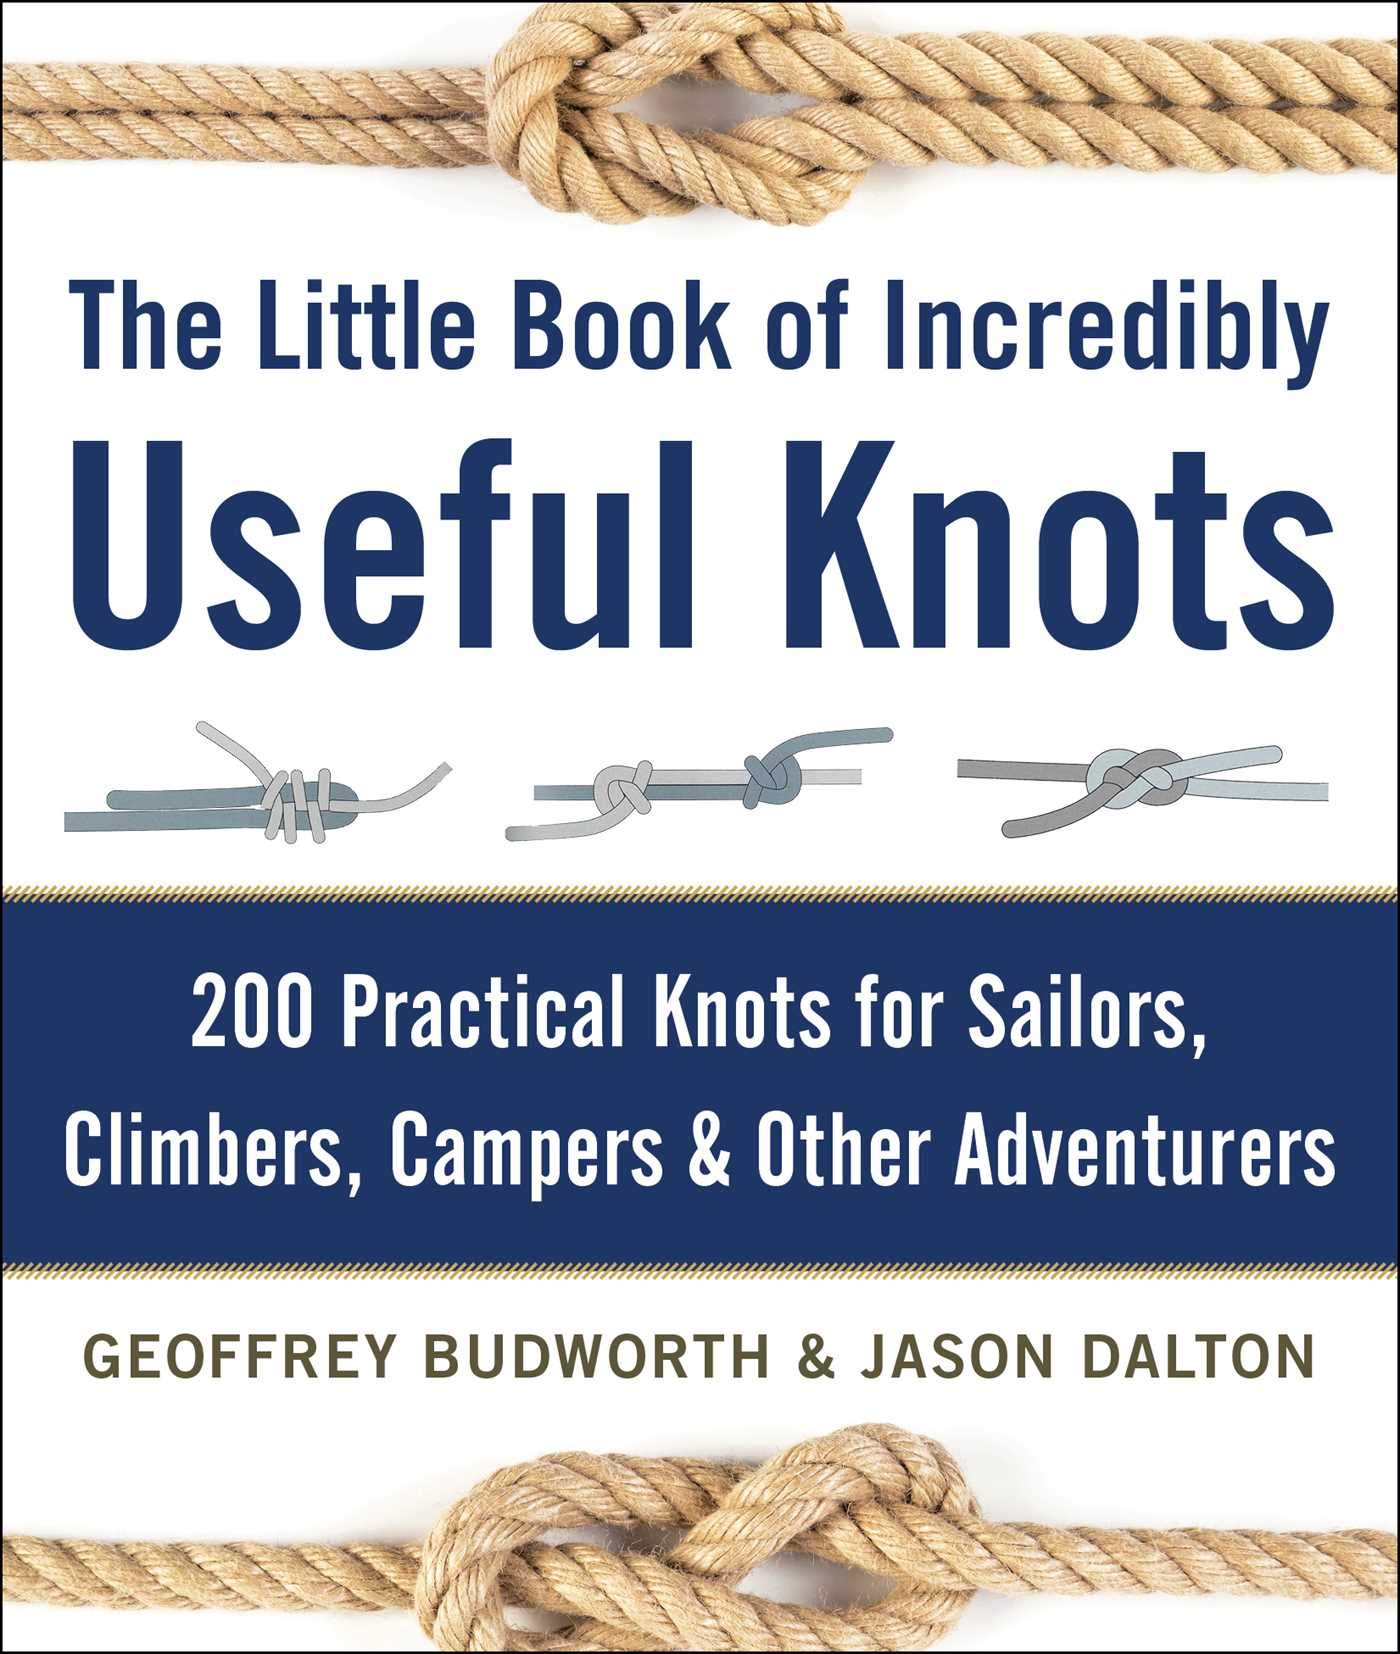 The Little Book of Incredibly
Useful Knots
200 Practical Knots for Sailors,
Climbers, Campers & Other Adventurers
GEOFFREY BUDWORTH & JASON DALTON